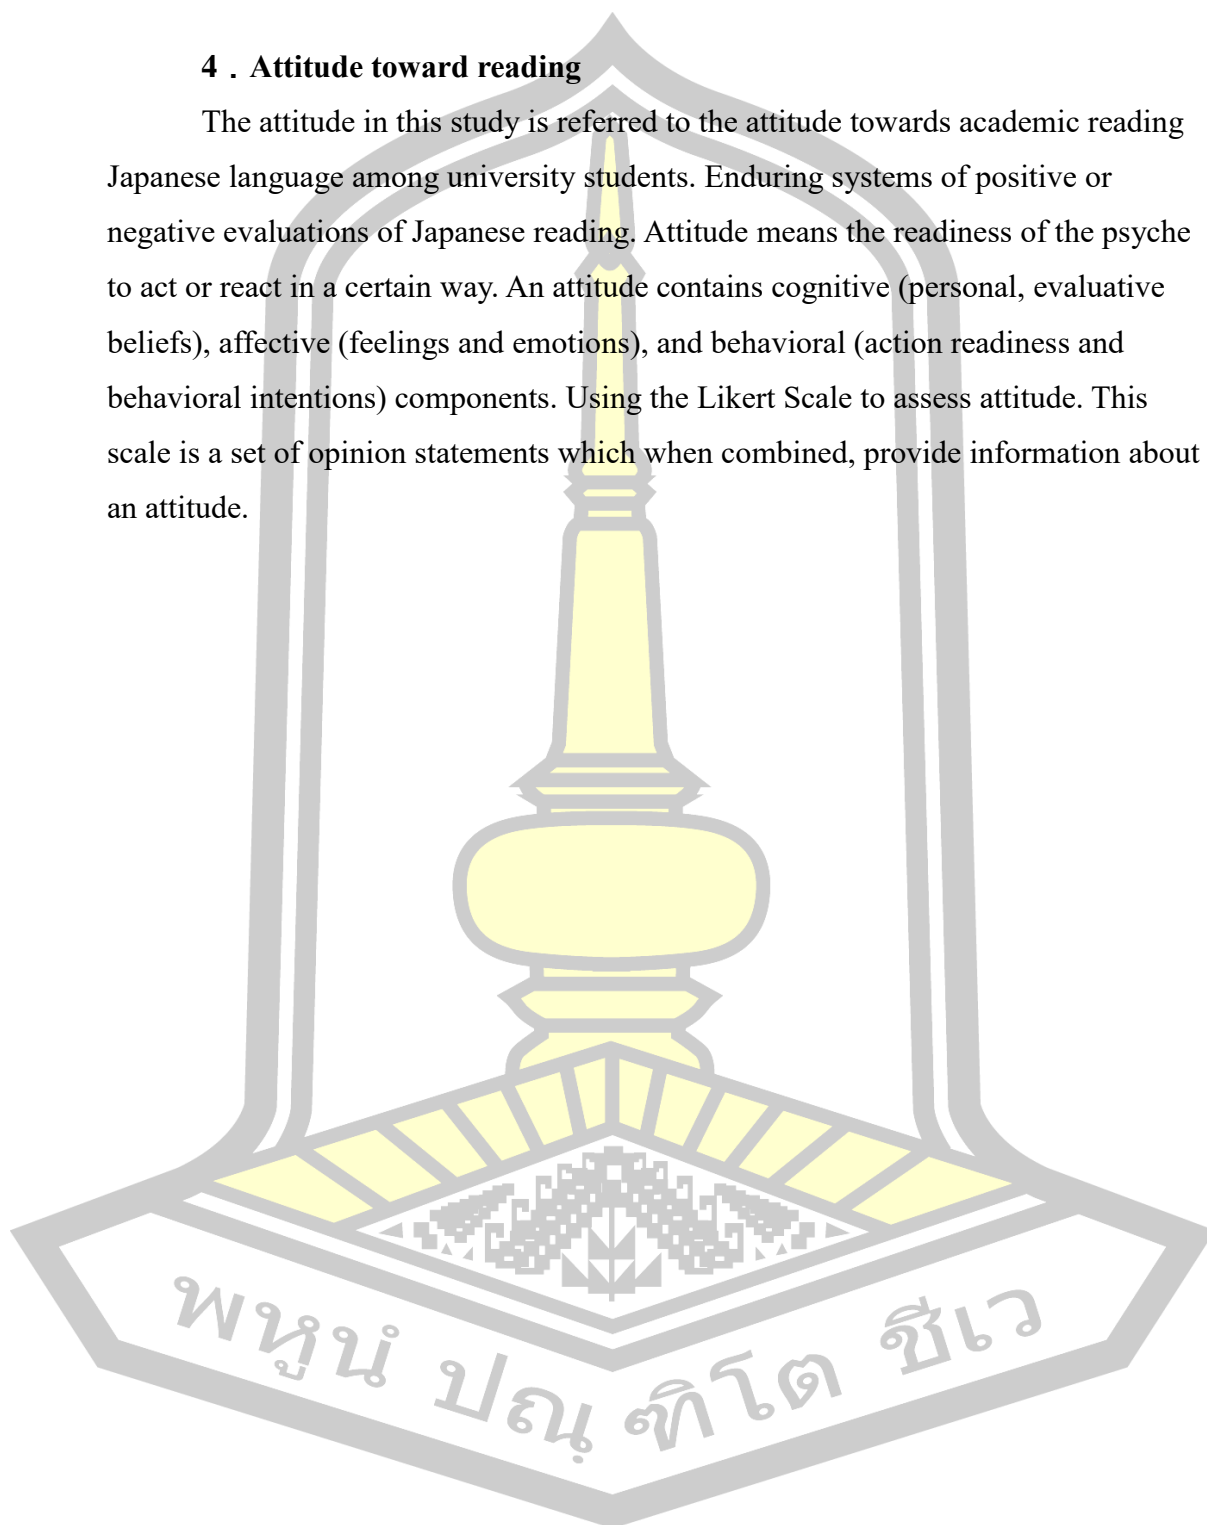 4．Attitude toward reading
The attitude in this study is referred to the attitude towards academic reading
Japanese language among university students. Enduring systems of positive or
negative evaluations of Japanese reading. Attitude means the readiness of the psyche
to act or react in a certain way. An attitude contains cognitive (personal, evaluative
beliefs), affective (feelings and emotions), and behavioral (action readiness and
behavioral intentions) components. Using the Likert Scale to assess attitude. This
scale is a set of opinion statements which when combined, provide information about
an attitude.
พหูนํ ปณฺฑิโต ชีเว